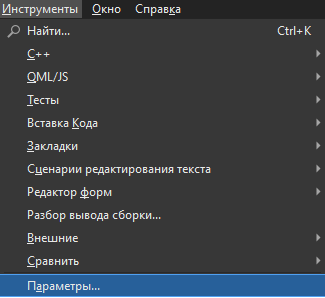 Инструменты Окно Справка
Найти... Ctrl+K
C++
QML/JS
Тесты
Вставка Кода
Закладки
Сценарии редактирования текста
Редактор форм
Разбор вывода сборки...
Внешние
Сравнить
Параметры...